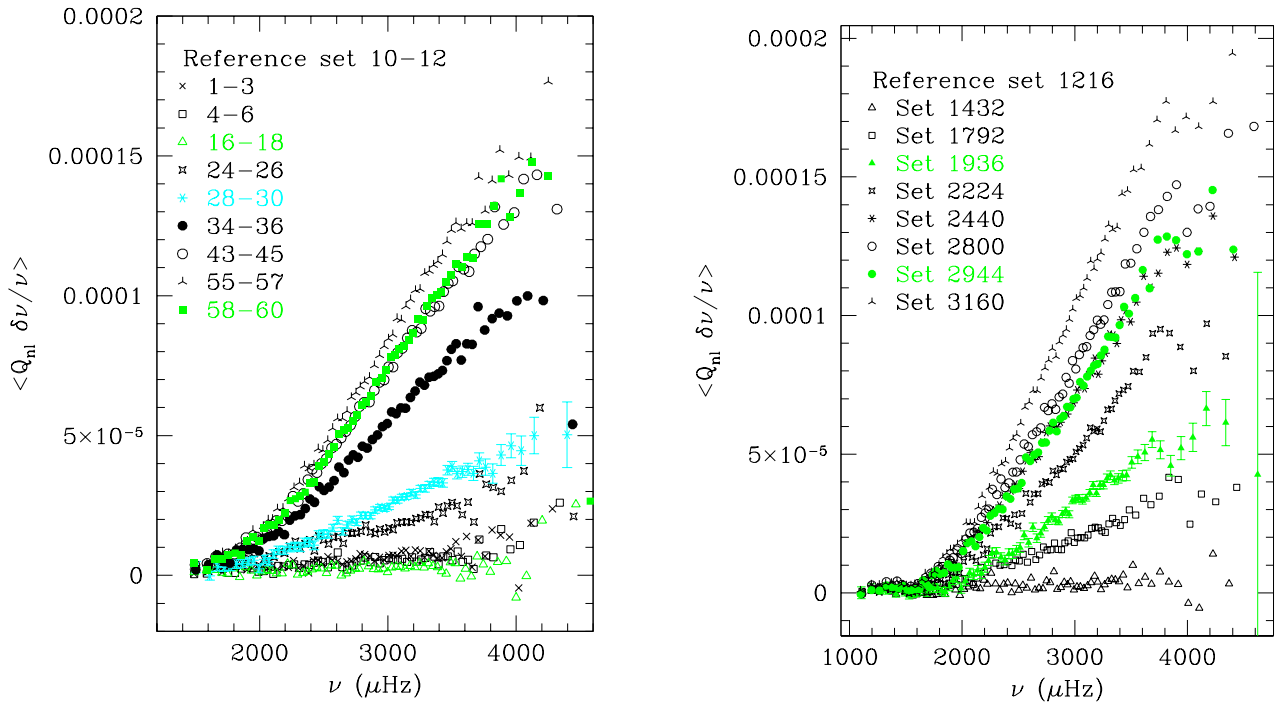 0.0002
0.00015
0.0001
5×10⁻⁵
0
<Qnl δν/ν>
Reference set 10−12
1−3
4−6
16−18
24−26
28−30
34−36
43−45
55−57
58−60
2000
3000
4000
ν (μHz)
0.0002
0.00015
0.0001
5×10⁻⁵
0
<Qnl δν/ν>
Reference set 1216
Set 1432
Set 1792
Set 1936
Set 2224
Set 2440
Set 2800
Set 2944
Set 3160
1000
2000
3000
4000
ν (μHz)